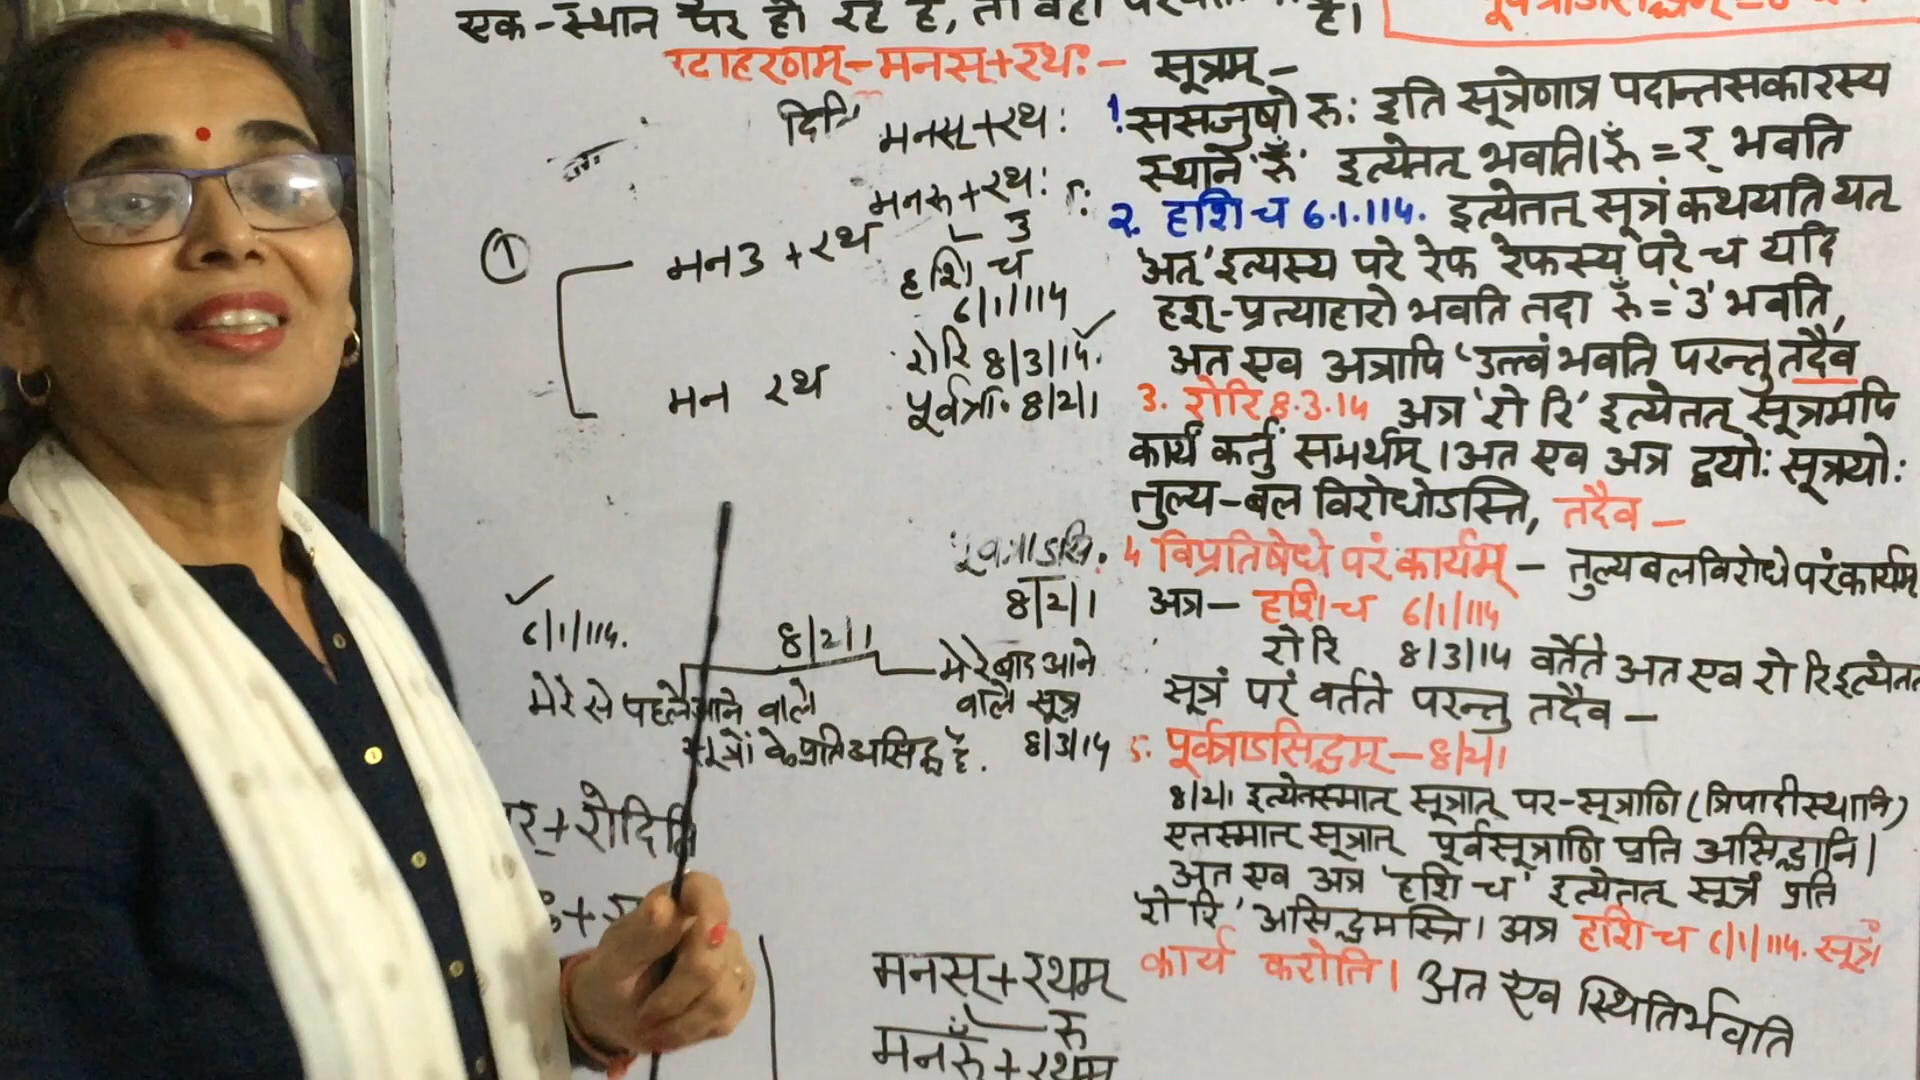 एक-स्थान पर हो रहे है, तो वहाँ
है।
उदाहरणम्-मनस्+रथः-
सूत्रम्-
मनस्+रथः
1. ससजुषो रुः इति सूत्रेणात्र पदान्तसकारस्य
स्थाने 'रुँ' इत्येतत् भवति। रुँ = र् भवति
मनरु+रथः
2. हशि च 6.1.114. इत्येतत् सूत्रं कथयति यत्
उ
① मनउ+रथ
'अत्' इत्यस्य परे रेफ रेफस्य परे च यदि
हशि च
6/1/114
हश्-प्रत्याहारो भवति तदा रुँ='उ' भवति,
रोरि 8/3/14.
अत एव अत्रापि 'उत्त्वं भवति परन्तु तदैव
मन रथ
पूर्वत्रा. 8/2/1
3. रोरि 8.3.14 अत्र 'रो रि' इत्येतत् सूत्रमपि
कार्यं कर्तुं समर्थम्। अत एव अत्र द्वयोः सूत्रयोः
तुल्य-बल विरोधोऽस्ति, तदैव-
पूर्वत्राऽसि.
8/2/1
4 विप्रतिषेधे परं कार्यम् - तुल्यबलविरोधे परंकार्यम्
अत्र- हशि च 6/1/114
रो रि 8/3/14 वर्तेते अत एव रो रि इत्येतत्
सूत्रं परं वर्तते परन्तु तदैव-
6/1/114.
8/2/1
मेरे से पहले आने वाले
सूत्रों के प्रति असिद्ध है.
मेरे बाद आने
वाले सूत्र
8/3/14
5. पूर्वत्राऽसिद्धम्-8/2/1
8/2/1 इत्येतस्मात् सूत्रात् पर-सूत्राणि (त्रिपादीस्थानि)
एतस्मात् सूत्रात् पूर्वसूत्राणि प्रति असिद्धानि।
अत एव अत्र 'हशि च' इत्येतत् सूत्रं प्रति
'रो रि' असिद्धमस्ति। अत्र हशि च 6/1/114. सूत्रं
कार्य करोति। अत एव स्थितिर्भवति
र्+रोदिति
मनस्+रथम्
रु
मनरुँ+रथम